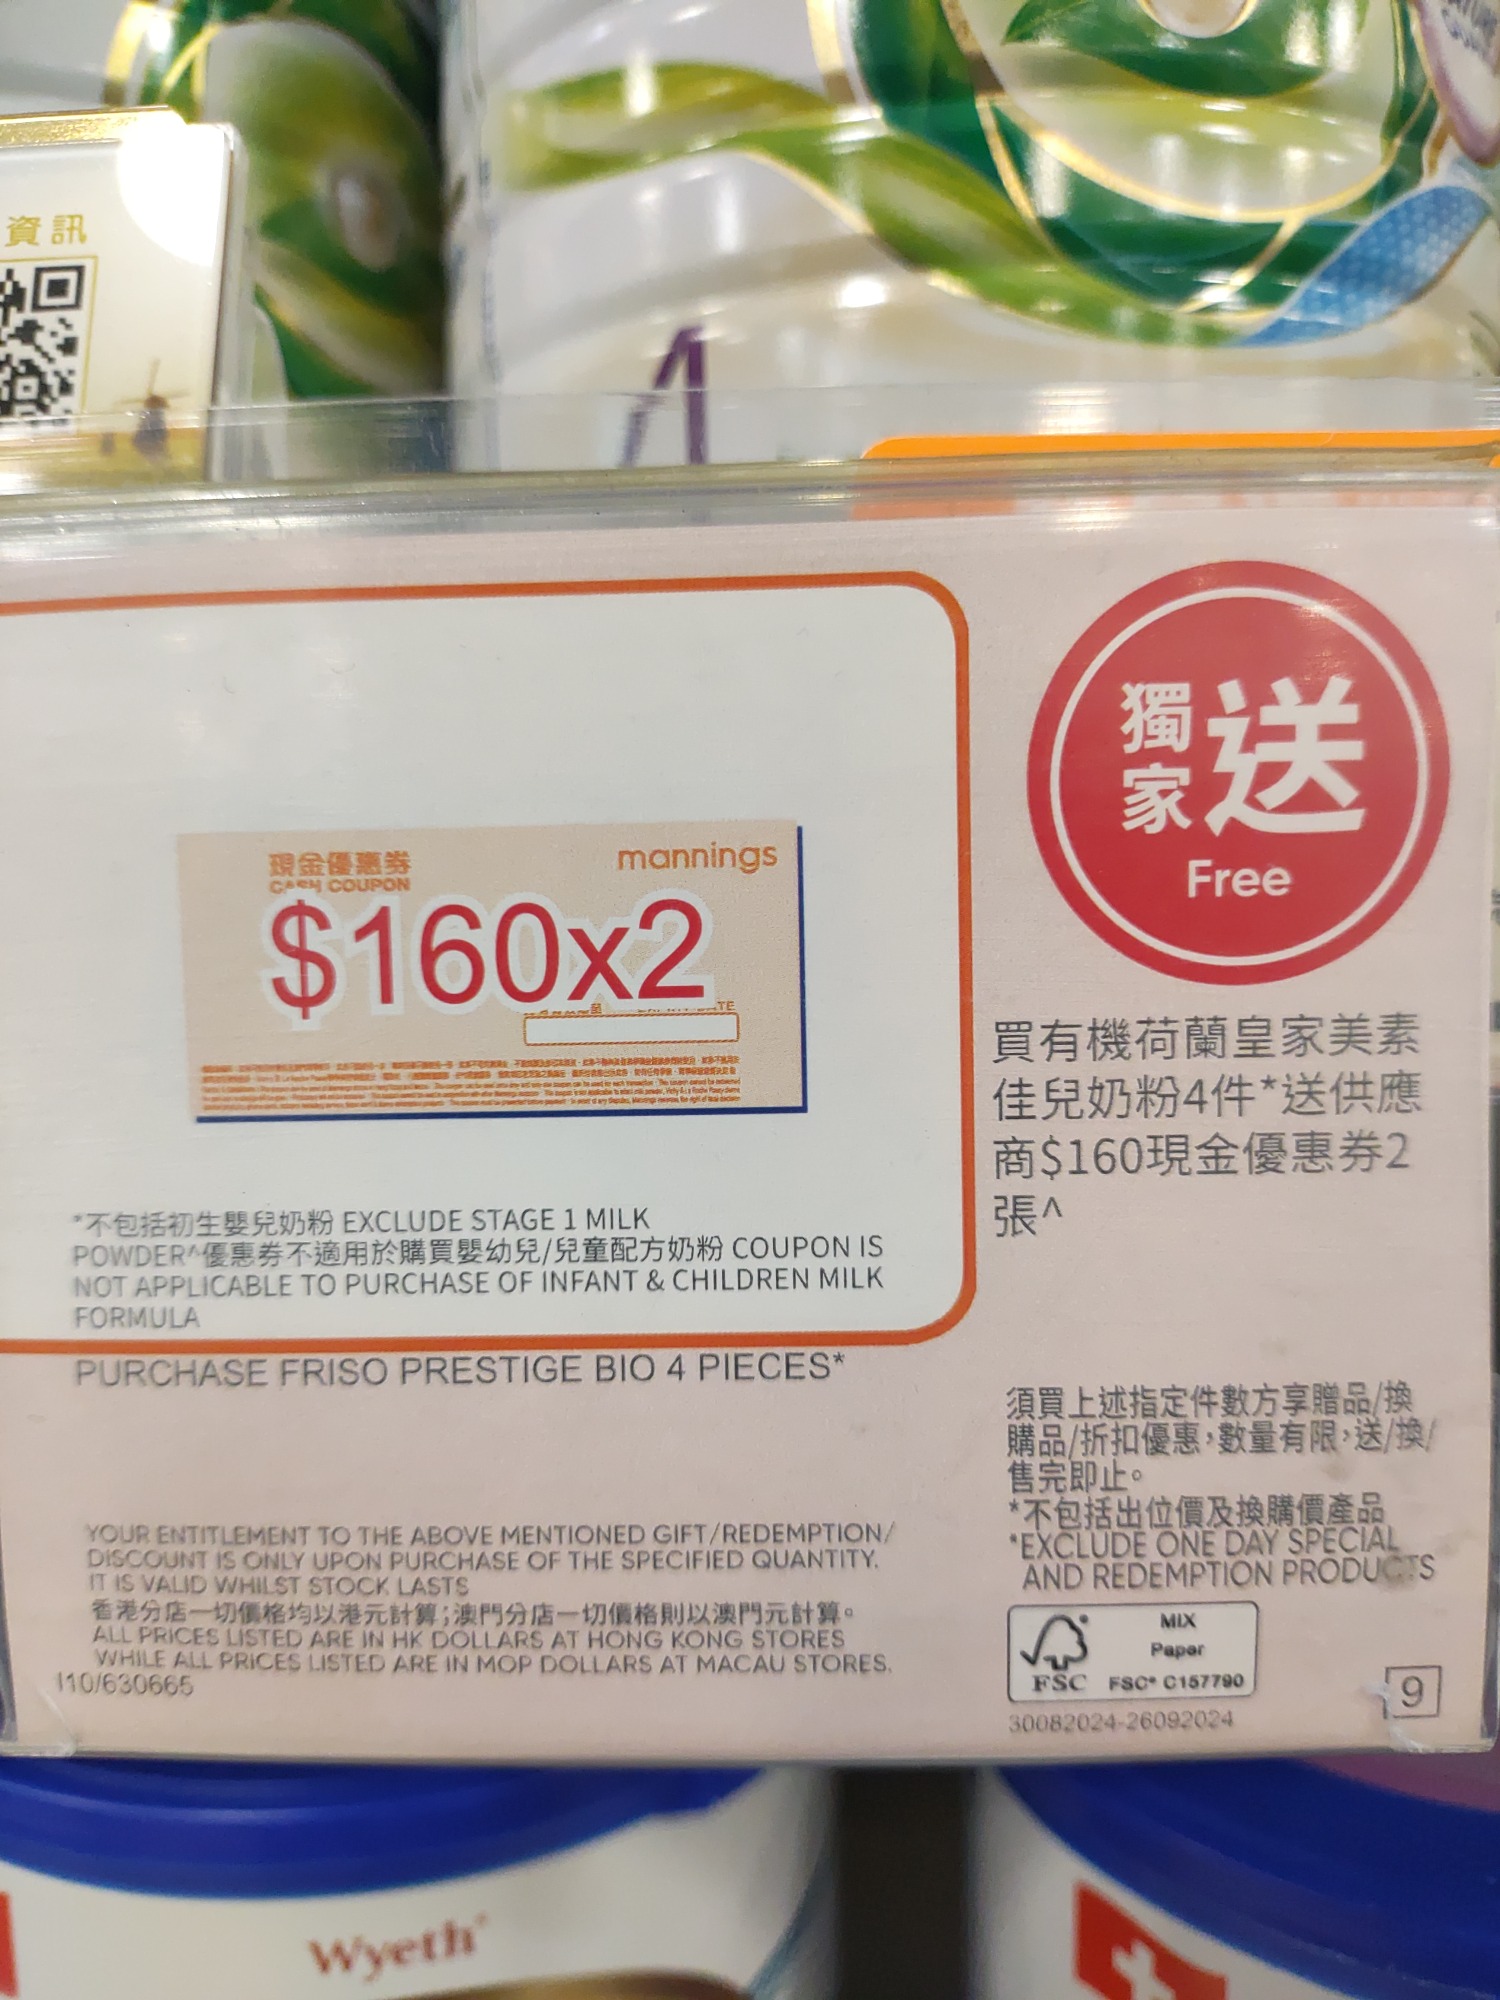 資訊
4
獨家送
Free
現金優惠券
CASH COUPON
mannings
$160x2
買有機荷蘭皇家美素
佳兒奶粉4件*送供應
商$160現金優惠券2
張^
*不包括初生嬰兒奶粉 EXCLUDE STAGE 1 MILK
POWDER^優惠券不適用於購買嬰幼兒/兒童配方奶粉 COUPON IS
NOT APPLICABLE TO PURCHASE OF INFANT & CHILDREN MILK
FORMULA
PURCHASE FRISO PRESTIGE BIO 4 PIECES*
須買上述指定件數方享贈品/換
購品/折扣優惠，數量有限，送/換/
售完即止。
*不包括出位價及換購價產品
*EXCLUDE ONE DAY SPECIAL
AND REDEMPTION PRODUCTS
YOUR ENTITLEMENT TO THE ABOVE MENTIONED GIFT/REDEMPTION/
DISCOUNT IS ONLY UPON PURCHASE OF THE SPECIFIED QUANTITY.
IT IS VALID WHILST STOCK LASTS
香港分店一切價格均以港元計算；澳門分店一切價格則以澳門元計算。
ALL PRICES LISTED ARE IN HK DOLLARS AT HONG KONG STORES
WHILE ALL PRICES LISTED ARE IN MOP DOLLARS AT MACAU STORES.
I10/630665
FSC
MIX
Paper
FSC® C157790
30082024-26092024
9
Wyeth®